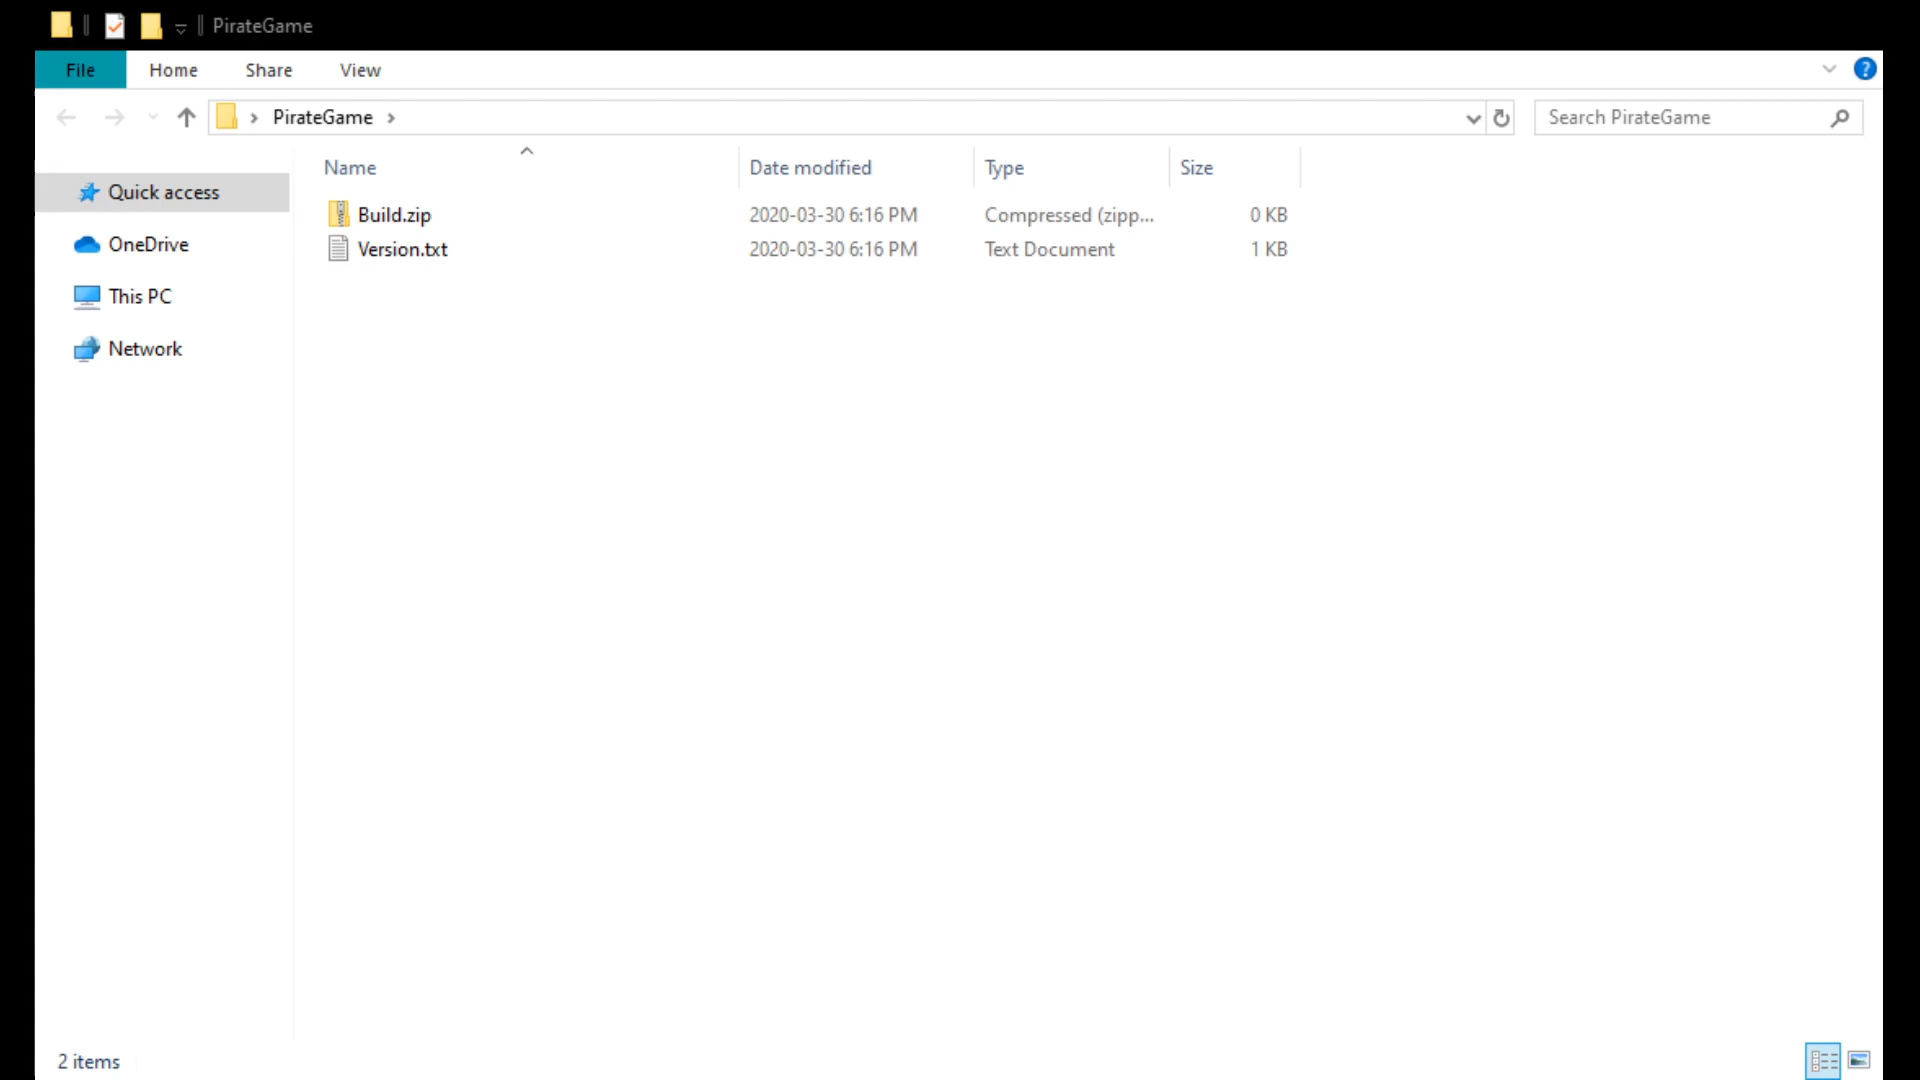 PirateGame
File Home Share View ?
PirateGame Search PirateGame
Name Date modified Type Size
Quick access
Build.zip 2020-03-30 6:16 PM Compressed (zipp... 0 KB
Version.txt 2020-03-30 6:16 PM Text Document 1 KB
OneDrive
This PC
Network
2 items